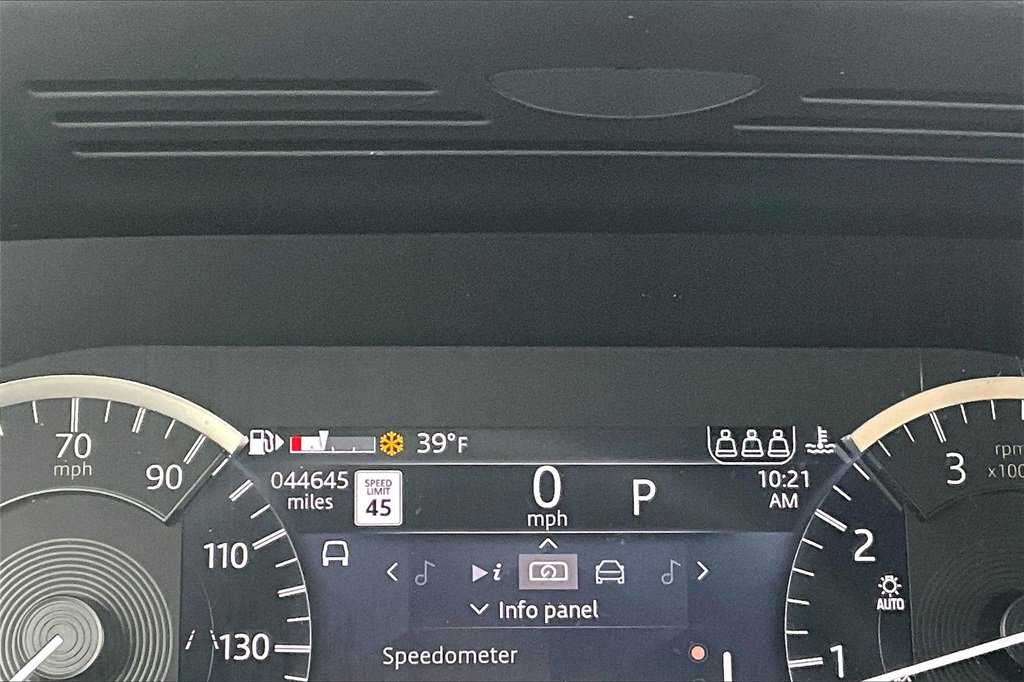 70
mph
90
110
130
39°F
044645
miles
SPEED
LIMIT
45
0
mph
P
10:21
AM
i
Info panel
Speedometer
3
2
AUTO
1